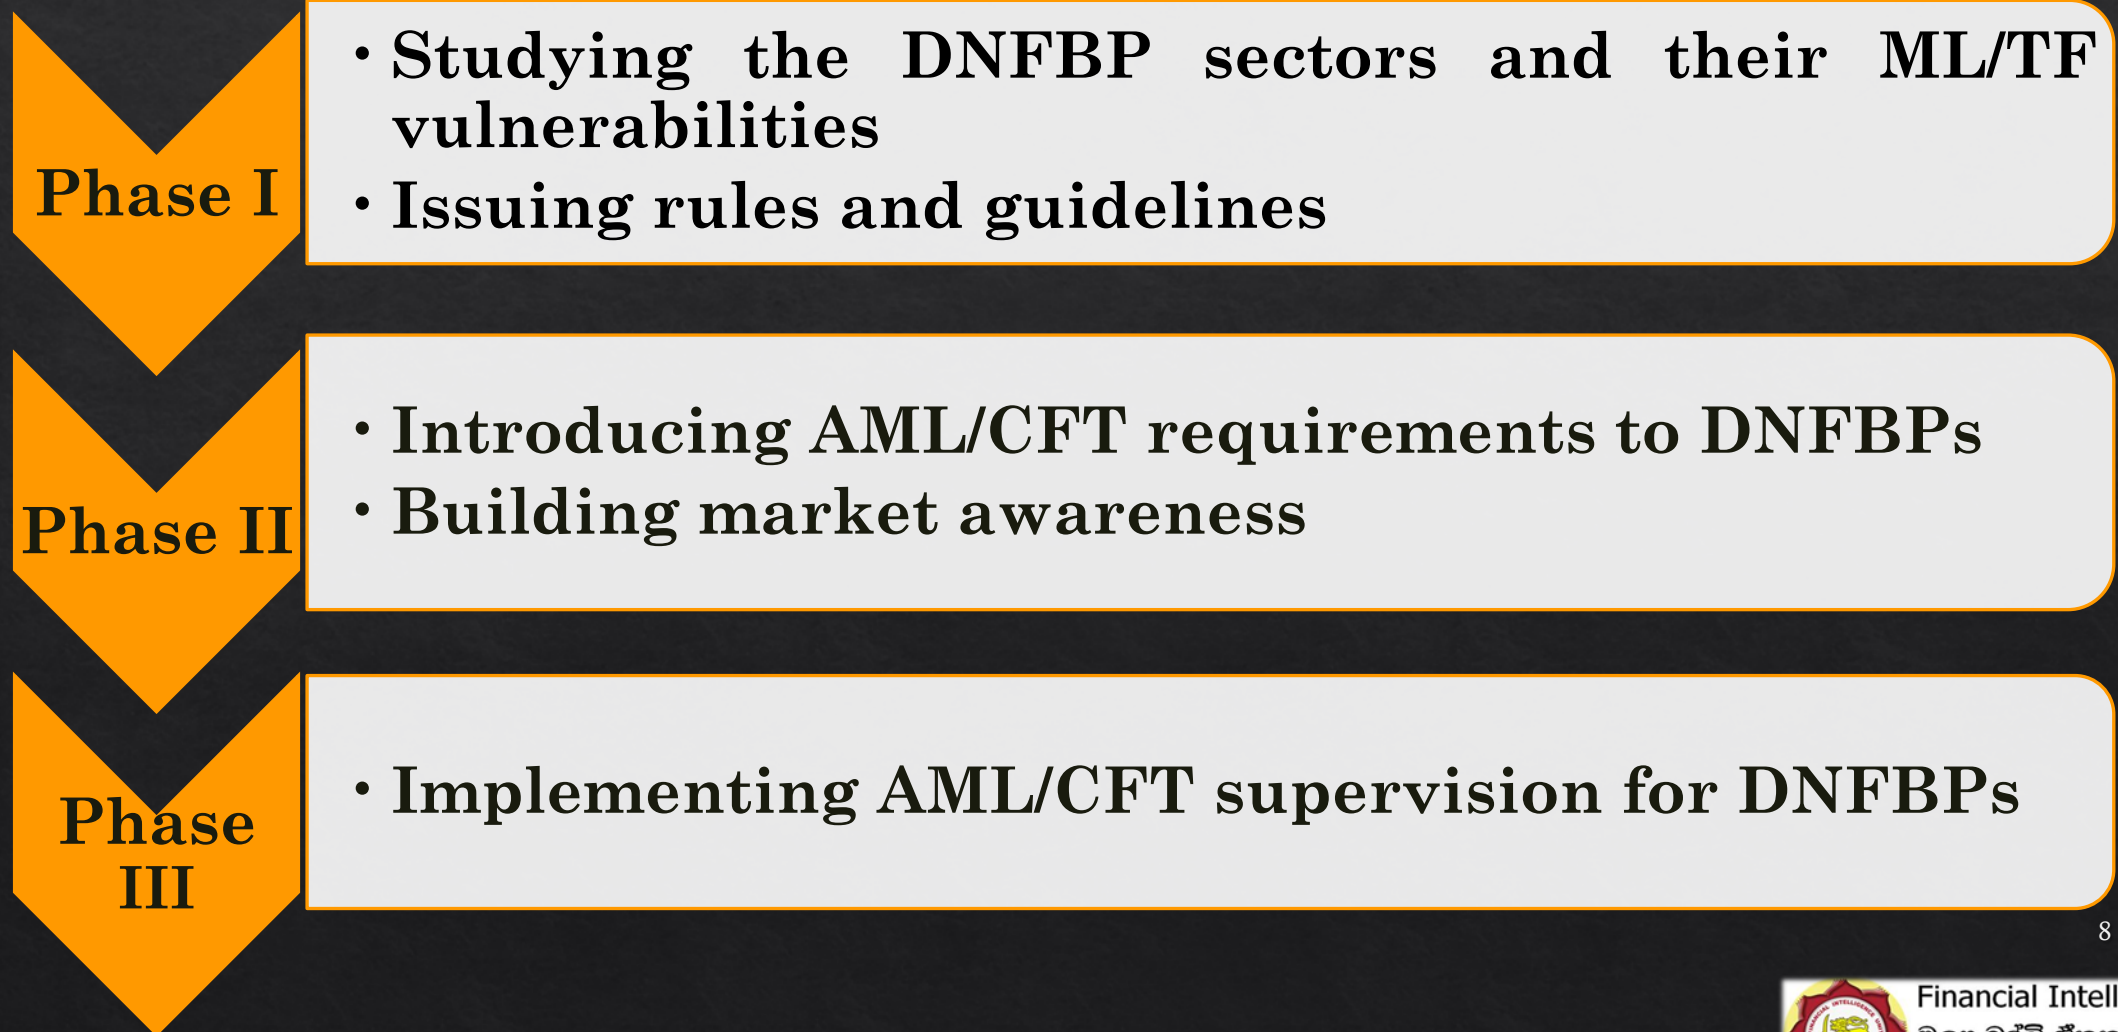 Phase I
• Studying the DNFBP sectors and their ML/TF
vulnerabilities
• Issuing rules and guidelines
Phase II
• Introducing AML/CFT requirements to DNFBPs
• Building market awareness
Phase
III
• Implementing AML/CFT supervision for DNFBPs
8
Financial Intell